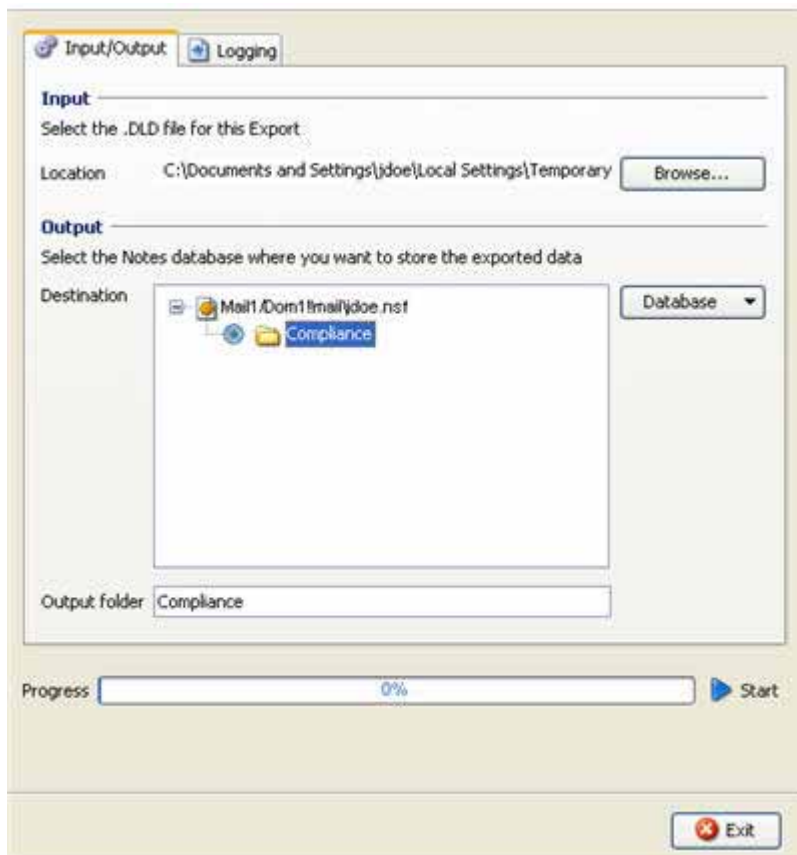 Input/Output
Logging
Input
Select the .DLD file for this Export
Location C:\Documents and Settings\jdoe\Local Settings\Temporary Browse...
Output
Select the Notes database where you want to store the exported data
Destination Mail1/Dom1!!mail\jdoe.nsf Database
Compliance
Output folder Compliance
Progress 0% Start
Exit